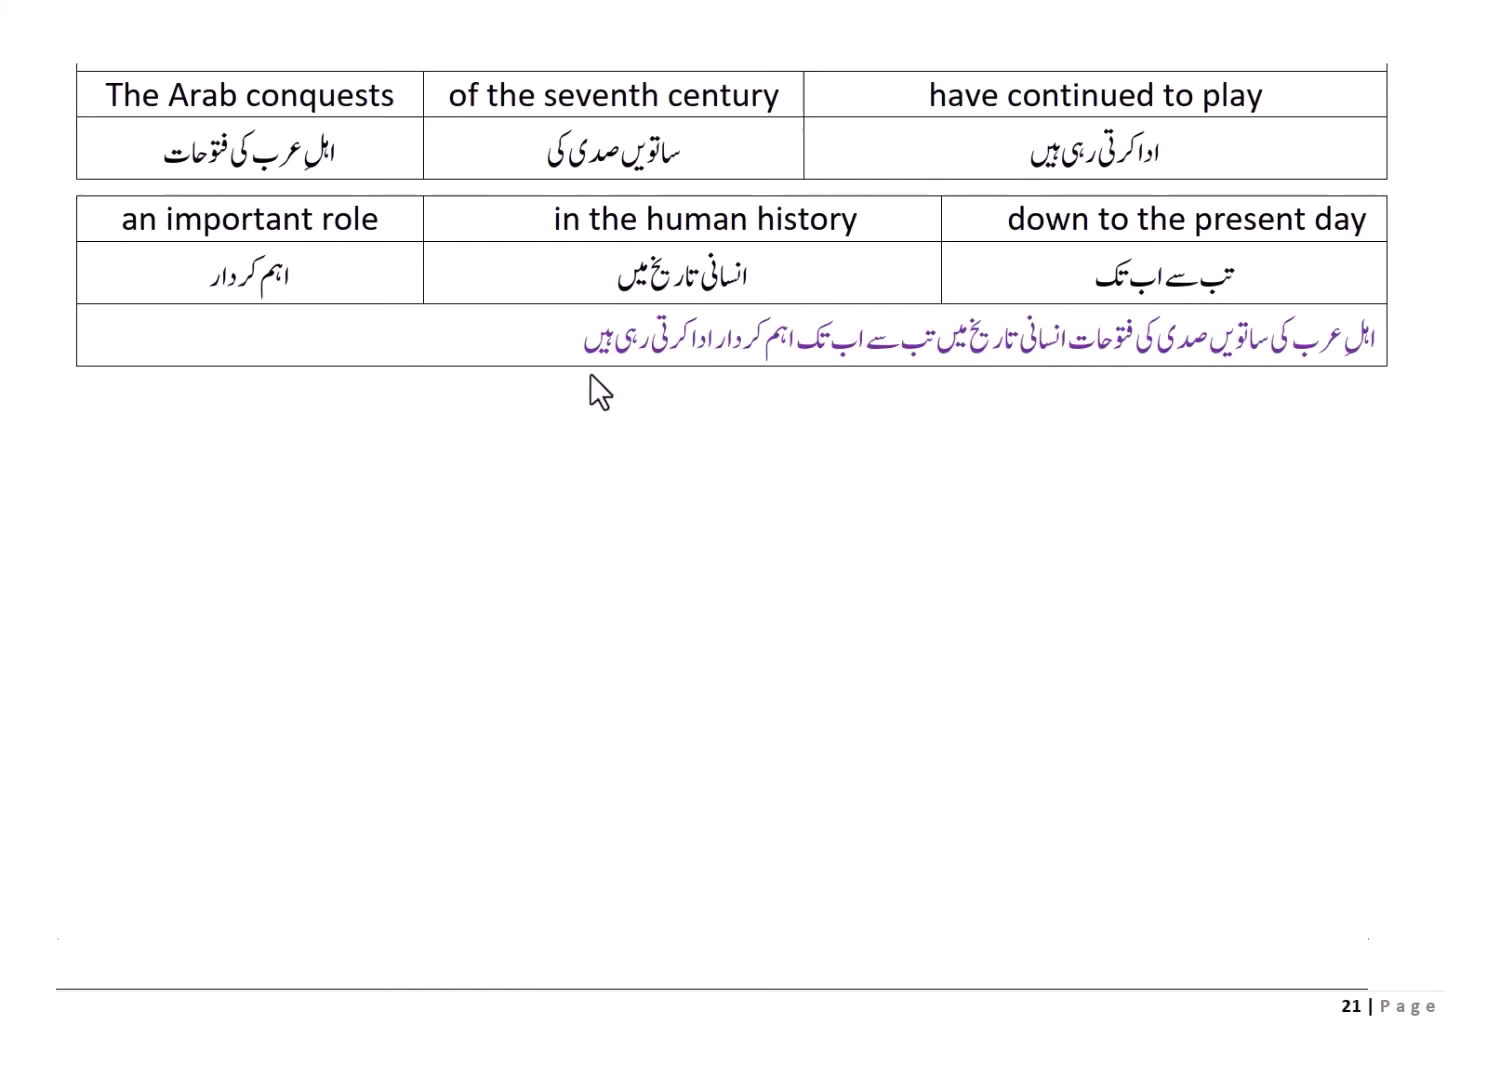 The Arab conquests of the seventh century have continued to play
اہلِ عرب کی فتوحات ساتویں صدی کی ادا کرتی رہی ہیں
an important role in the human history down to the present day
اہم کردار انسانی تاریخ میں تب سے اب تک
اہلِ عرب کی ساتویں صدی کی فتوحات انسانی تاریخ میں تب سے اب تک اہم کردار ادا کرتی رہی ہیں
21 | Page